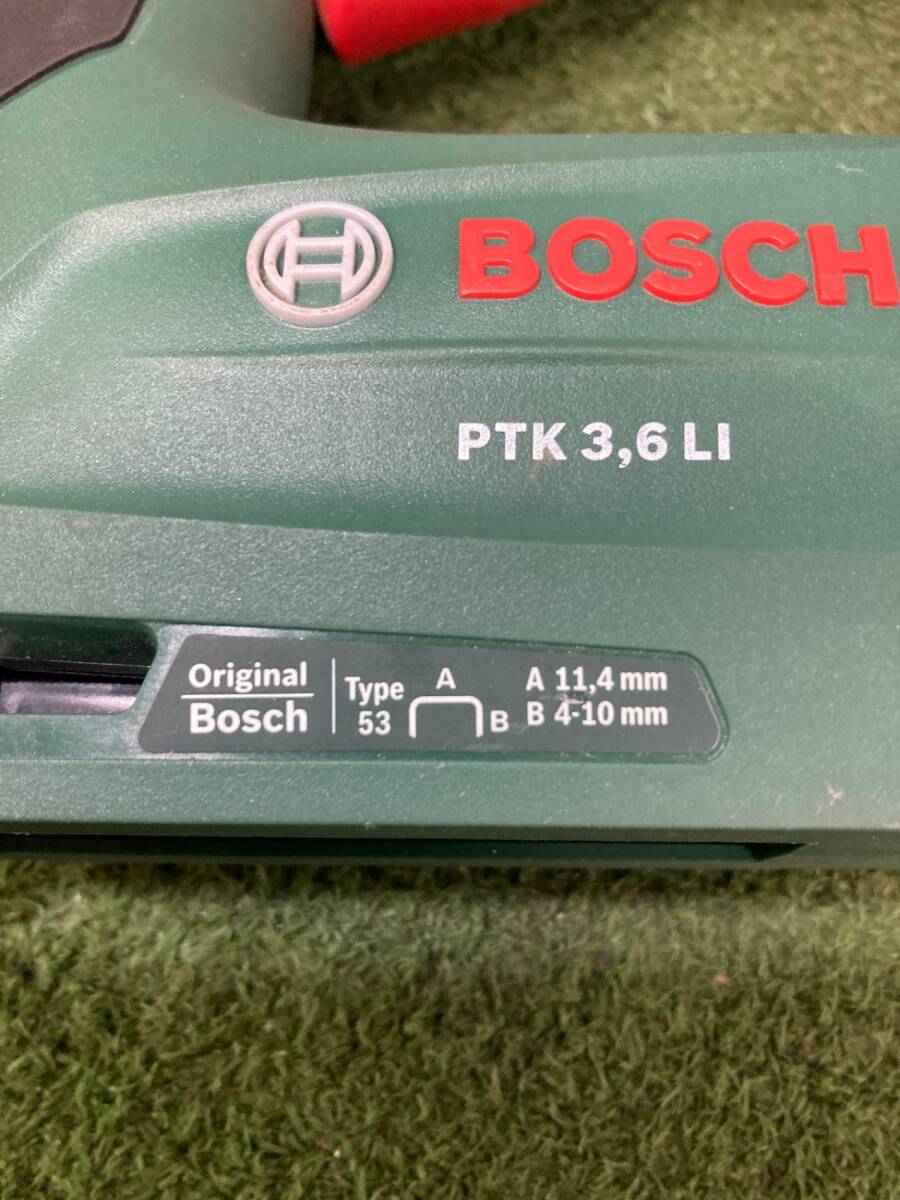 BOSCH
PTK 3,6 LI
Original
Bosch
Type
53
A
B
A 11,4 mm
B 4-10 mm